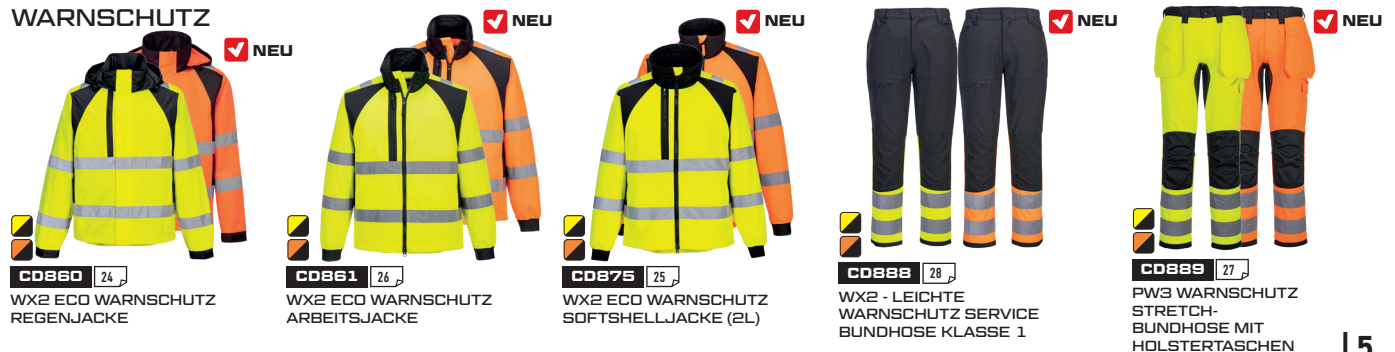 WARNSCHUTZ
NEU
CD860 24
WX2 ECO WARNSCHUTZ
REGENJACKE
NEU
CD861 26
WX2 ECO WARNSCHUTZ
ARBEITSJACKE
NEU
CD875 25
WX2 ECO WARNSCHUTZ
SOFTSHELLJACKE (2L)
NEU
CD888 28
WX2 - LEICHTE
WARNSCHUTZ SERVICE
BUNDHOSE KLASSE 1
NEU
CD889 27
PW3 WARNSCHUTZ
STRETCH-
BUNDHOSE MIT
HOLSTERTASCHEN
| 5